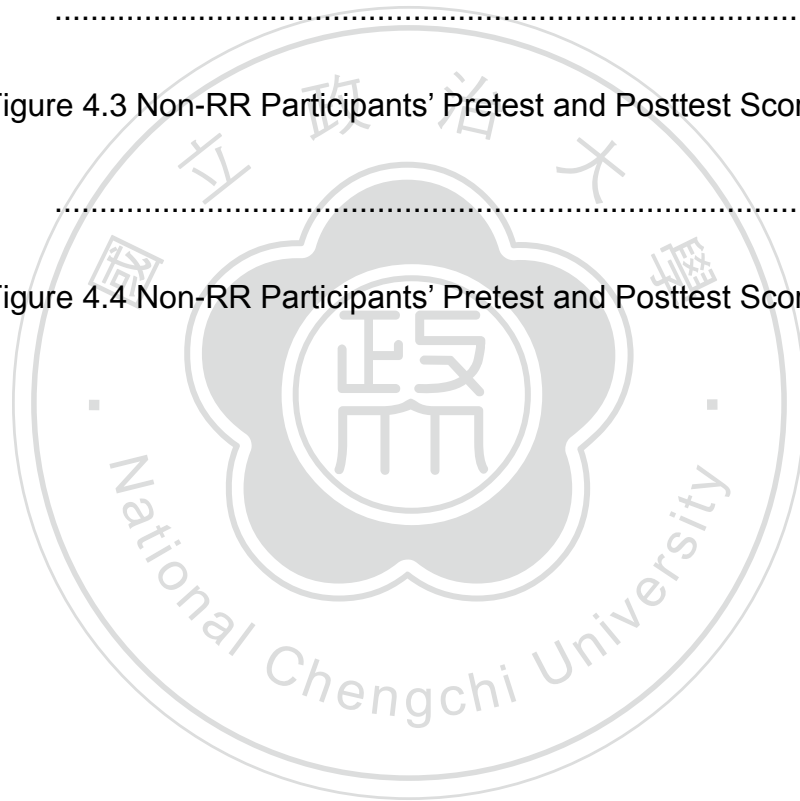 ................................................................................
igure 4.3 Non-RR Participants’ Pretest and Posttest Scor
................................................................................
igure 4.4 Non-RR Participants’ Pretest and Posttest Scor
國立政治大學
National Chengchi University